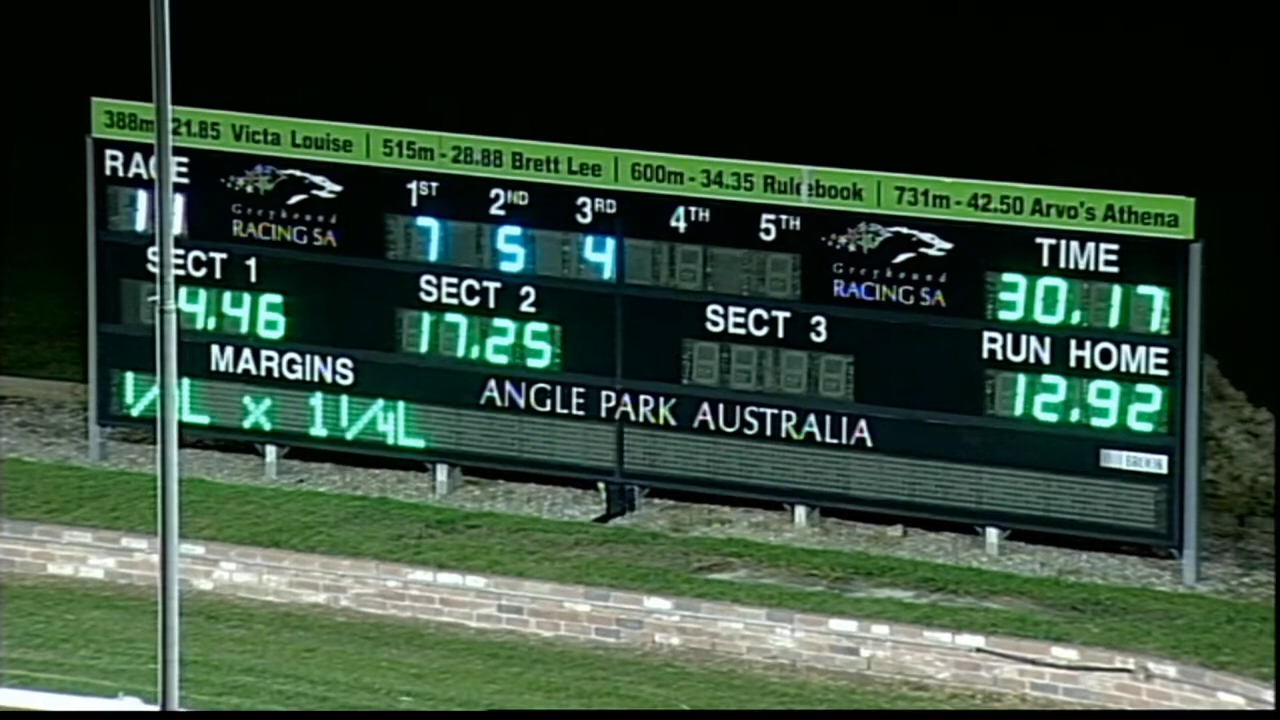 388m 21.85 Victa Louise | 515m - 28.88 Brett Lee | 600m - 34.35 Rulebook | 731m - 42.50 Arvo's Athena
RACE 1ST 2ND 3RD 4TH 5TH TIME
11 Greyhound RACING SA 7 5 4 Greyhound RACING SA 30.17
SECT 1 SECT 2 SECT 3 RUN HOME
4.46 17.25 12.92
MARGINS ANGLE PARK AUSTRALIA
L x 1 1/4L